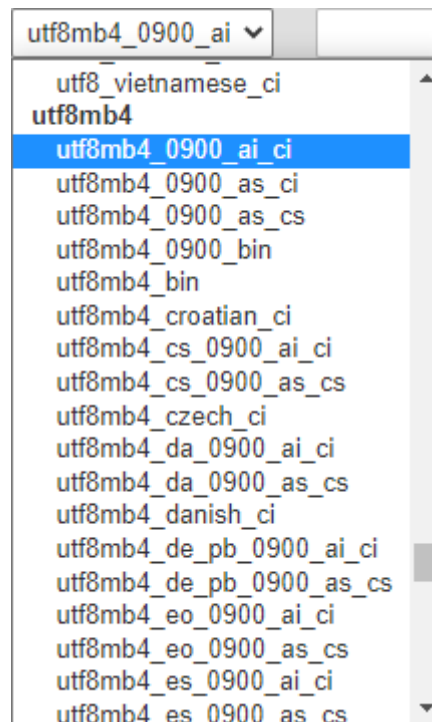 utf8mb4_0900_ai
utf8_vietnamese_ci
utf8mb4
utf8mb4_0900_ai_ci
utf8mb4_0900_as_ci
utf8mb4_0900_as_cs
utf8mb4_0900_bin
utf8mb4_bin
utf8mb4_croatian_ci
utf8mb4_cs_0900_ai_ci
utf8mb4_cs_0900_as_cs
utf8mb4_czech_ci
utf8mb4_da_0900_ai_ci
utf8mb4_da_0900_as_cs
utf8mb4_danish_ci
utf8mb4_de_pb_0900_ai_ci
utf8mb4_de_pb_0900_as_cs
utf8mb4_eo_0900_ai_ci
utf8mb4_eo_0900_as_cs
utf8mb4_es_0900_ai_ci
utf8mb4_es_0900_as_cs